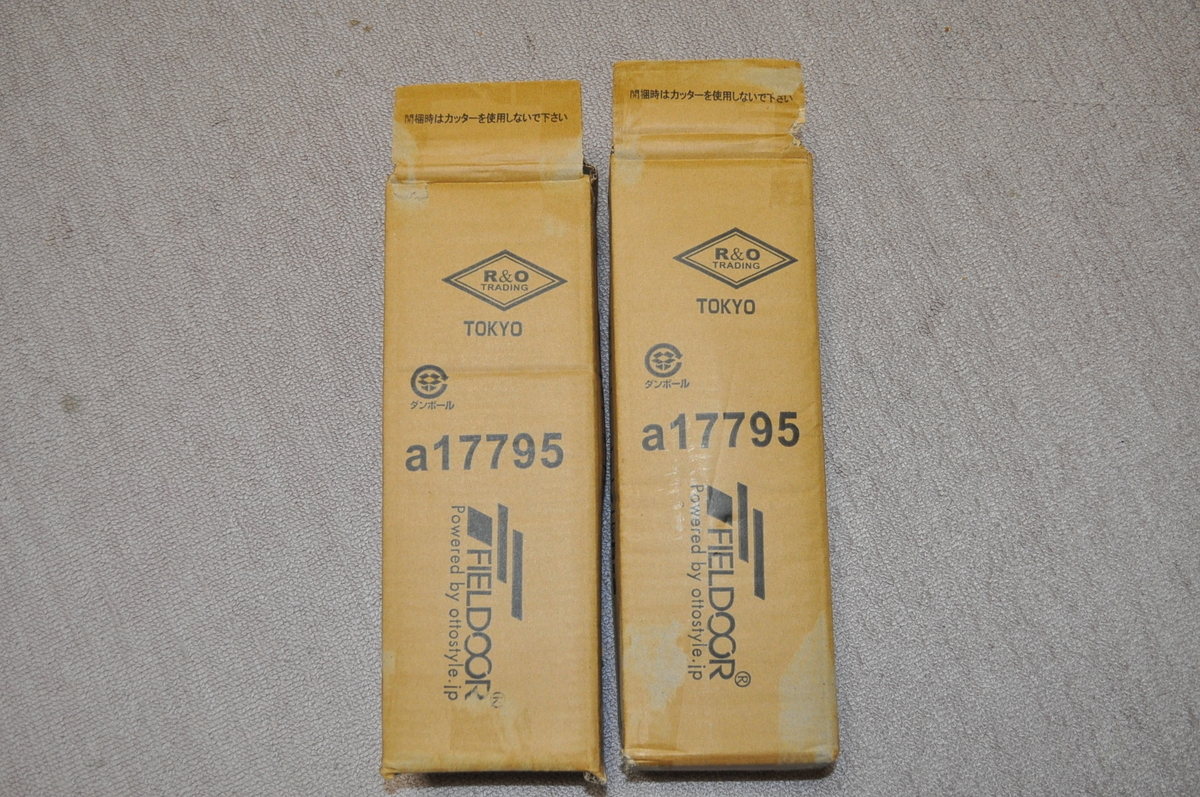 開梱時はカッターを使用しないで下さい
R&O
TRADING
TOKYO
ダンボール
a17795
FIELDOOR®
Powered by ottostyle.jp
開梱時はカッターを使用しないで下さい
R&O
TRADING
TOKYO
ダンボール
a17795
FIELDOOR®
Powered by ottostyle.jp